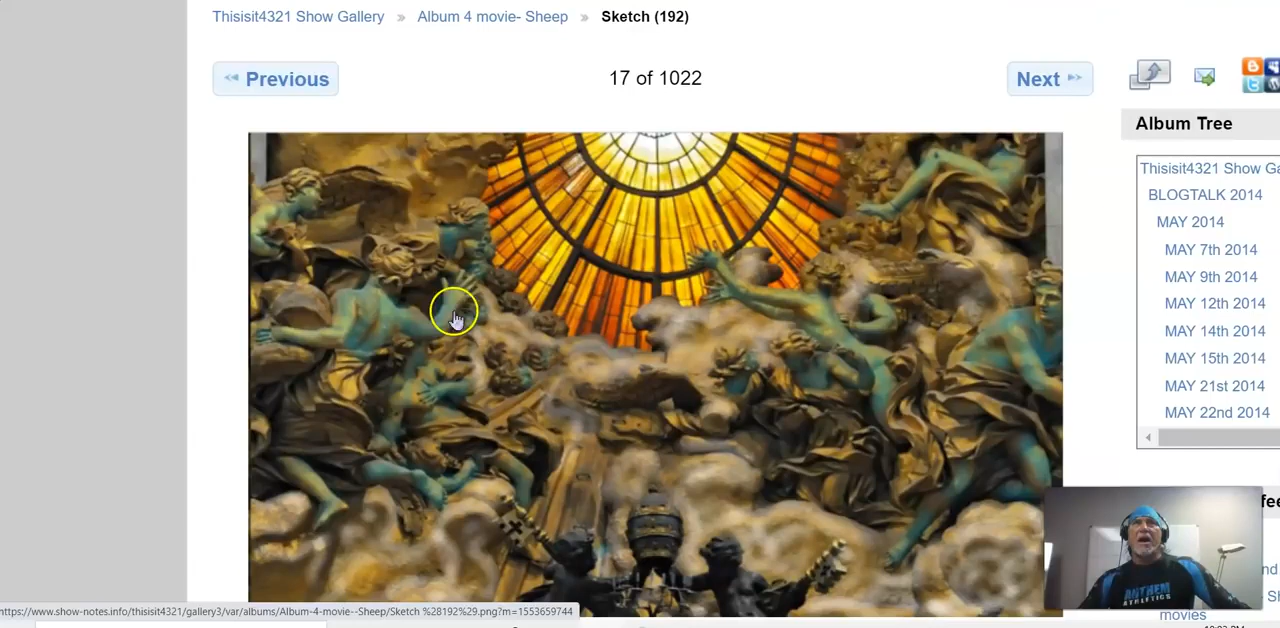 Thisisit4321 Show Gallery » Album 4 movie- Sheep » Sketch (192)
Previous
17 of 1022
Next
Album Tree
Thisisit4321 Show Ga
BLOGTALK 2014
MAY 2014
MAY 7th 2014
MAY 9th 2014
MAY 12th 2014
MAY 14th 2014
MAY 15th 2014
MAY 21st 2014
MAY 22nd 2014
ANTHEM
ATHLETICS
movies
https://www.show-notes.info/thisisit4321/gallery3/var/albums/Album-4-movie--Sheep/Sketch %28192%29.png?m=1553659744